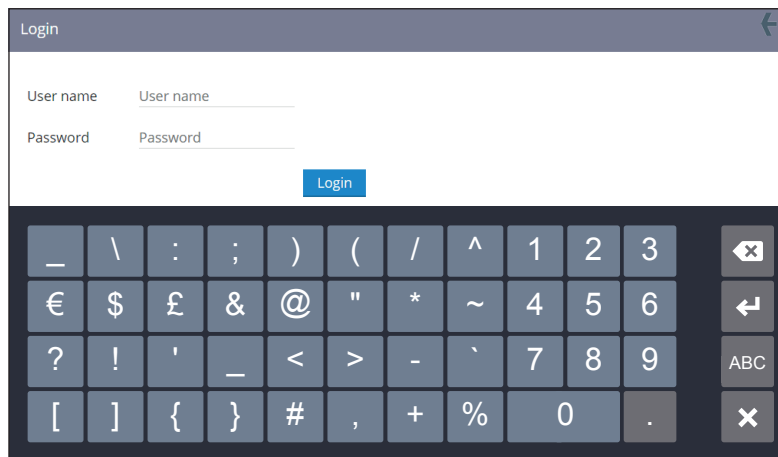 Login
User name User name
Password Password
Login
_ \ : ; ) ( / ^ 1 2 3
€ $ £ & @ " * ~ 4 5 6
? ! ' _ < > - ` 7 8 9 ABC
[ ] { } # , + % 0 .